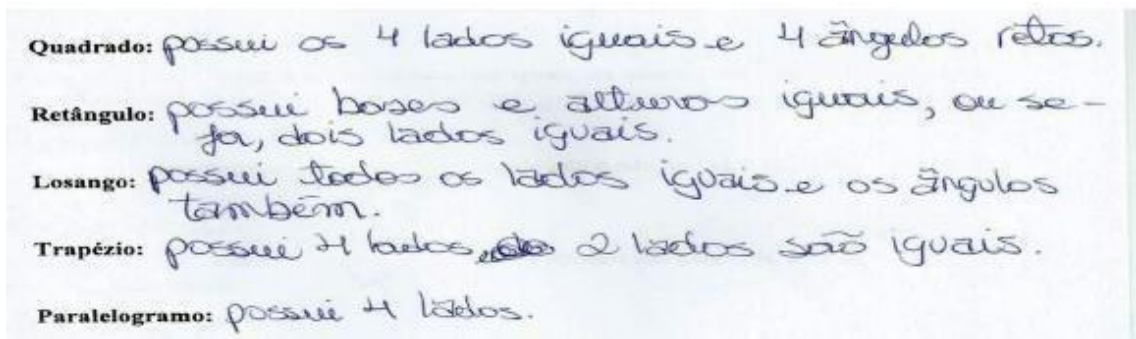 Quadrado: possui os 4 lados iguais e 4 ângulos retos.
Retângulo: possui bases e alturas iguais, ou se-
ja, dois lados iguais.
Losango: possui todos os lados iguais e os ângulos
também.
Trapézio: possui 4 lados, 2 lados são iguais.
Paralelogramo: possui 4 lados.